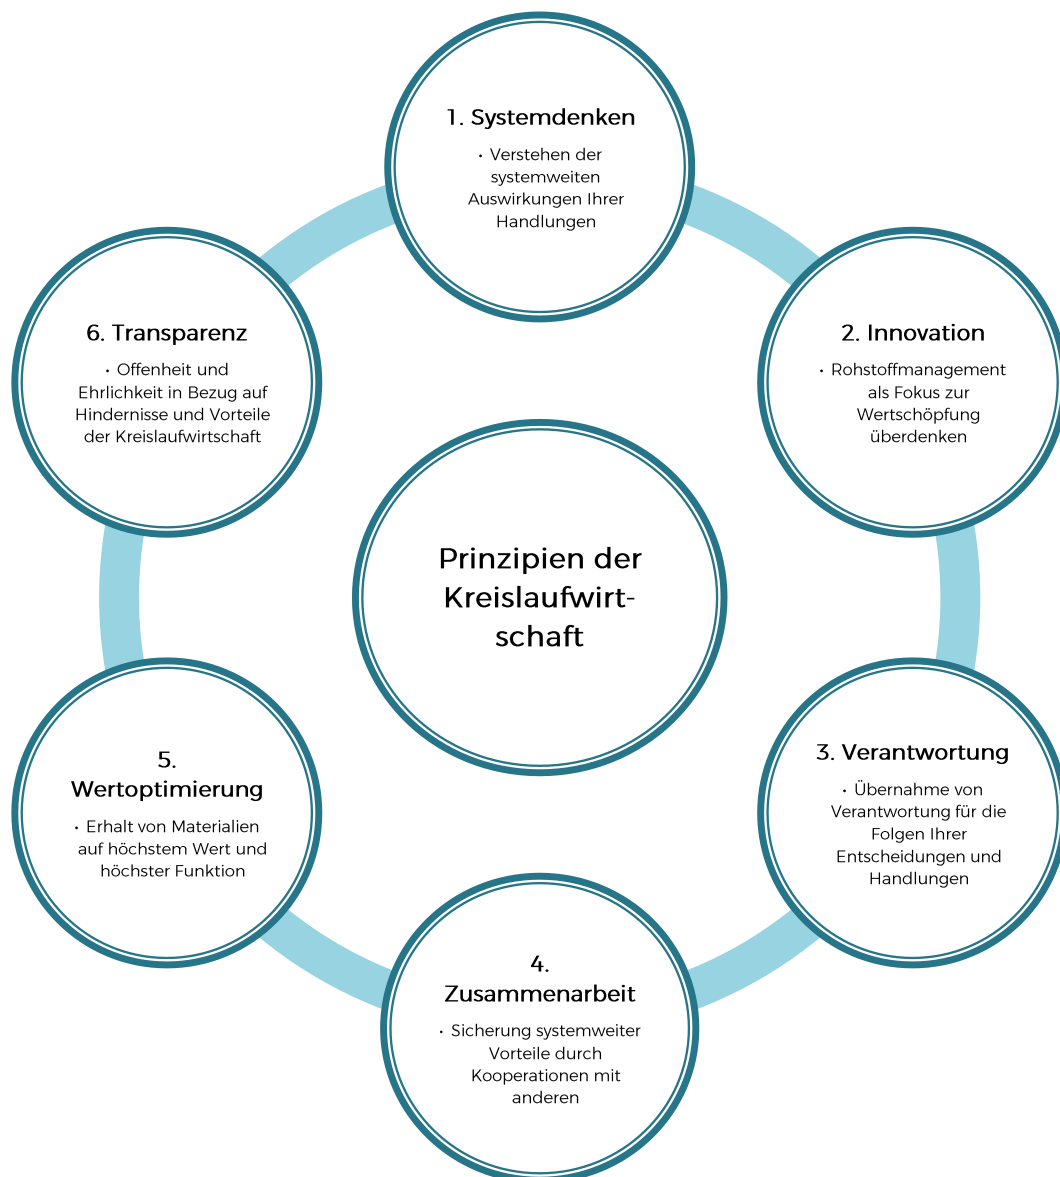 1. Systemdenken
• Verstehen der
systemweiten
Auswirkungen Ihrer
Handlungen
2. Innovation
• Rohstoffmanagement
als Fokus zur
Wertschöpfung
überdenken
3. Verantwortung
• Übernahme von
Verantwortung für die
Folgen Ihrer
Entscheidungen und
Handlungen
4.
Zusammenarbeit
• Sicherung systemweiter
Vorteile durch
Kooperationen mit
anderen
5.
Wertoptimierung
• Erhalt von Materialien
auf höchstem Wert und
höchster Funktion
6. Transparenz
• Offenheit und
Ehrlichkeit in Bezug auf
Hindernisse und Vorteile
der Kreislaufwirtschaft
Prinzipien der
Kreislaufwirt-
schaft